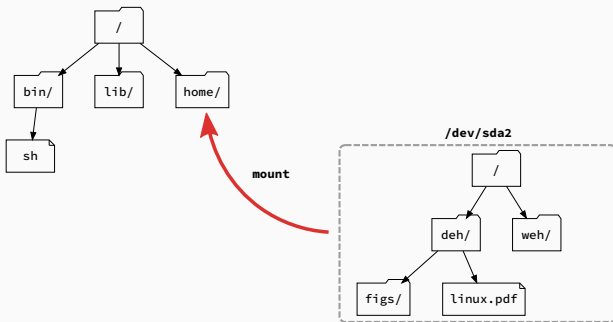 /
bin/
lib/
home/
sh
mount
/dev/sda2
/
deh/
weh/
figs/
linux.pdf